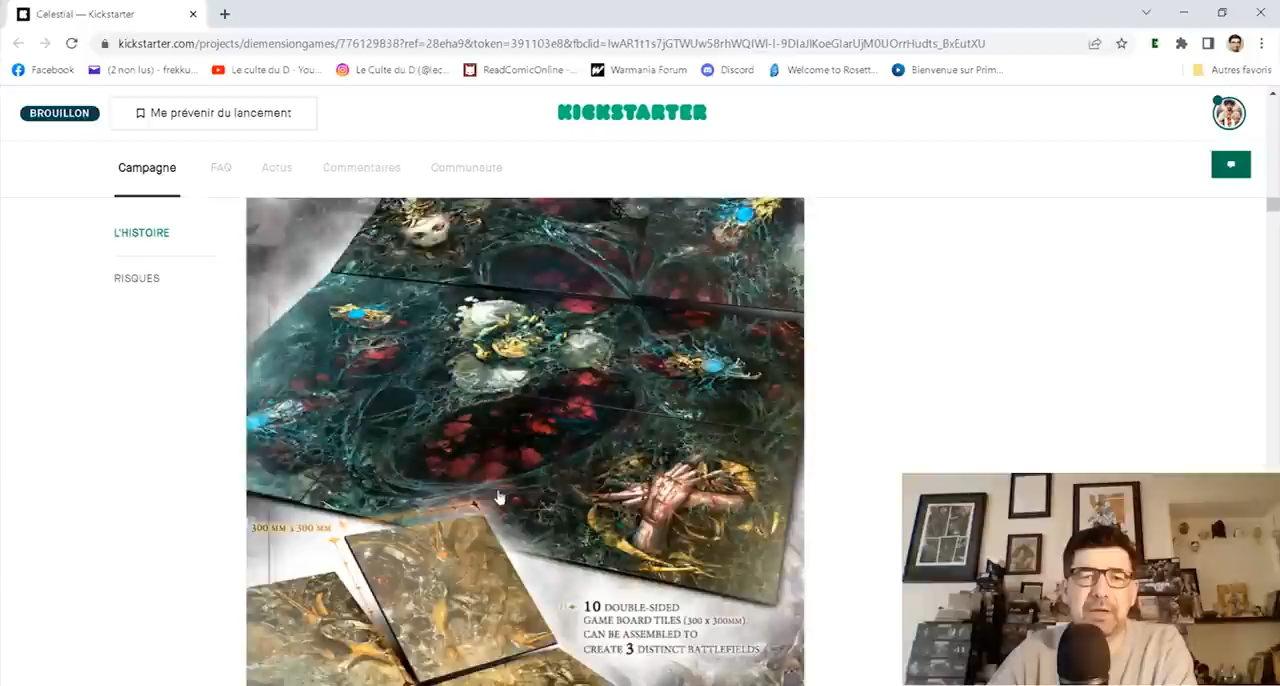 Celestial — Kickstarter
kickstarter.com/projects/diemensiongames/776129838?ref=28eha9&token=391103e8&fbclid=
Facebook
(2 non lus) - frekku...
Le culte du D - You...
Le Culte du D (@lec...
ReadComicOnline -...
Warmania Forum
Discord
Welcome to Rosett...
Bienvenue sur Prim...
Autres favoris
BROUILLON
Me prévenir du lancement
KICKSTARTER
Campagne
FAQ
Actus
Commentaires
Communauté
L'HISTOIRE
RISQUES
300 MM x 300 MM
10 DOUBLE-SIDED
GAME BOARD TILES (300 x 300MM)
CAN BE ASSEMBLED TO
CREATE 3 DISTINCT BATTLEFIELDS